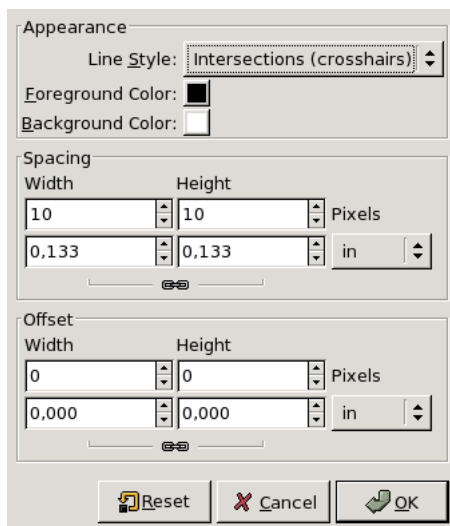 Appearance
Line Style: Intersections (crosshairs)
Foreground Color:
Background Color:
Spacing
Width Height
10 10 Pixels
0,133 0,133 in
Offset
Width Height
0 0 Pixels
0,000 0,000 in
Reset Cancel OK